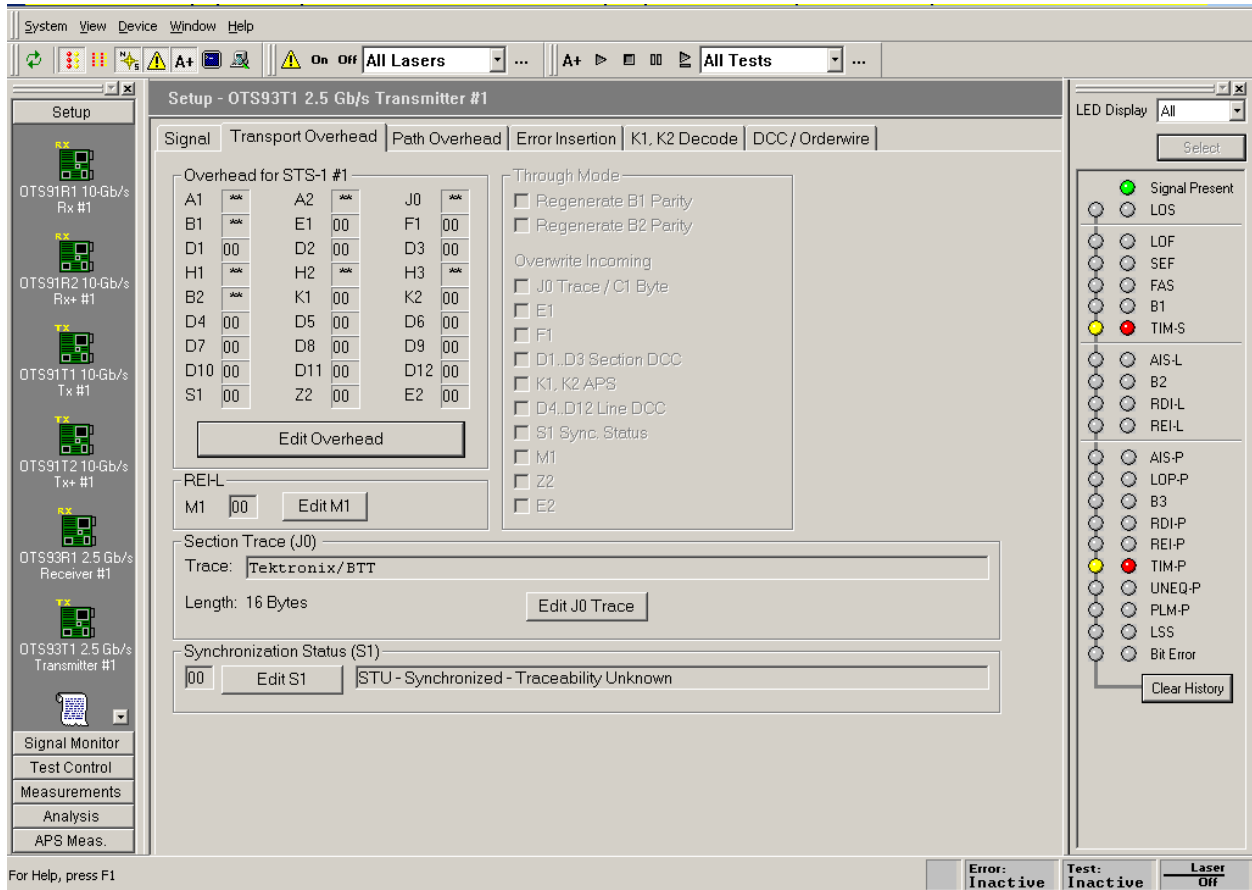 System View Device Window Help
A+ On Off All Lasers ... A+ All Tests ...
Setup
RX
OTS91R1 10-Gb/s
Rx #1
RX
OTS91R2 10-Gb/s
Rx+ #1
TX
OTS91T1 10-Gb/s
Tx #1
TX
OTS91T2 10-Gb/s
Tx+ #1
RX
OTS93R1 2.5 Gb/s
Receiver #1
TX
OTS93T1 2.5 Gb/s
Transmitter #1
Signal Monitor
Test Control
Measurements
Analysis
APS Meas.
Setup - OTS93T1 2.5 Gb/s Transmitter #1
Signal Transport Overhead Path Overhead Error Insertion K1, K2 Decode DCC / Orderwire
Overhead for STS-1 #1
A1 ** A2 ** J0 **
B1 ** E1 00 F1 00
D1 00 D2 00 D3 00
H1 ** H2 ** H3 **
B2 ** K1 00 K2 00
D4 00 D5 00 D6 00
D7 00 D8 00 D9 00
D10 00 D11 00 D12 00
S1 00 Z2 00 E2 00
Edit Overhead
REI-L
M1 00 Edit M1
Through Mode
Regenerate B1 Parity
Regenerate B2 Parity
Overwrite Incoming
J0 Trace / C1 Byte
E1
F1
D1..D3 Section DCC
K1, K2 APS
D4..D12 Line DCC
S1 Sync. Status
M1
Z2
E2
Section Trace (J0)
Trace: Tektronix/BTT
Length: 16 Bytes Edit J0 Trace
Synchronization Status (S1)
00 Edit S1 STU - Synchronized - Traceability Unknown
LED Display All
Select
Signal Present
LOS
LOF
SEF
FAS
B1
TIM-S
AIS-L
B2
RDI-L
REI-L
AIS-P
LOP-P
B3
RDI-P
REI-P
TIM-P
UNEQ-P
PLM-P
LSS
Bit Error
Clear History
For Help, press F1
Error:
Inactive
Test:
Inactive
Laser
Off